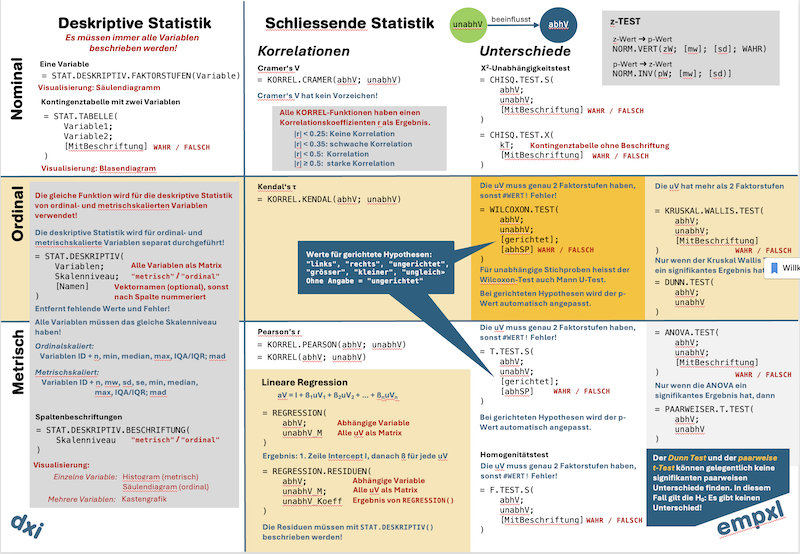 Deskriptive Statistik
Es müssen immer alle Variablen
beschrieben werden!
Schliessende Statistik
unabhV
beeinflusst
abhV
z-TEST
z-Wert → p-Wert
NORM.VERT(zW; [mw]; [sd]; WAHR)
p-Wert → z-Wert
NORM.INV(pW; [mw]; [sd)]
Korrelationen
Unterschiede
Nominal
Eine Variable
= STAT.DESKRIPTIV.FAKTORSTUFEN(Variable)
Visualisierung: Säulendiagramm
Kontingenztabelle mit zwei Variablen
= STAT.TABELLE(
Variable1;
Variable2;
[MitBeschriftung] WAHR / FALSCH
)
Visualisierung: Blasendiagram
Cramer's V
= KORREL.CRAMER(abhV; unabhV)
Cramer's V hat kein Vorzeichen!
Alle KORREL-Funktionen haben einen
Korrelationskoeffizienten r als Ergebnis.
|r| < 0.25: Keine Korrelation
|r| < 0.35: schwache Korrelation
|r| < 0.5: Korrelation
|r| ≥ 0.5: starke Korrelation
X²-Unabhängigkeitstest
= CHISQ.TEST.S(
abhV;
unabhV;
[MitBeschriftung] WAHR / FALSCH
)
= CHISQ.TEST.X(
kT; Kontingenztabelle ohne Beschriftung
[MitBeschriftung] WAHR / FALSCH
)
Ordinal
Die gleiche Funktion wird für die deskriptive Statistik
von ordinal- und metrischskalierten Variablen
verwendet!
Die deskriptive Statistik wird für ordinal- und
metrischskalierte Variablen separat durchgeführt!
= STAT.DESKRIPTIV(
Variablen; Alle Variablen als Matrix
Skalenniveau; "metrisch" / "ordinal"
[Namen] Vektornamen (optional), sonst
nach Spalte nummeriert
)
Entfernt fehlende Werte und Fehler!
Alle Variablen müssen das gleiche Skalenniveau
haben!
Ordinalskaliert:
Variablen ID + n, min, median, max, IQA/IQR; mad
Metrischskaliert:
Variablen ID + n, mw, sd, se, min, median,
max, IQA/IQR; mad
Spaltenbeschriftungen
= STAT.DESKRIPTIV.BESCHRIFTUNG(
Skalenniveau "metrisch" / "ordinal"
)
Visualisierung:
Einzelne Variable: Histogram (metrisch)
Säulendiagram (ordinal)
Mehrere Variablen: Kastengrafik
Kendal's τ
= KORREL.KENDAL(abhV; unabhV)
Werte für gerichtete Hypothesen:
"links", "rechts", "ungerichtet",
"grösser", "kleiner", "ungleich»
Ohne Angabe = "ungerichtet"
Die uV muss genau 2 Faktorstufen haben,
sonst #WERT! Fehler!
= WILCOXON.TEST(
abhV;
unabhV;
[gerichtet];
[abhSP] WAHR / FALSCH
)
Für unabhängige Stichproben heisst der
Wilcoxon-Test auch Mann U-Test.
Bei gerichteten Hypothesen wird der p-
Wert automatisch angepasst.
Die uV hat mehr als 2 Faktorstufen
= KRUSKAL.WALLIS.TEST(
abhV;
unabhV;
[MitBeschriftung]
) WAHR / FALSCH
Nur wenn der Kruskal Wallis
ein signifikantes Ergebnis hat
= DUNN.TEST(
abhV;
unabhV
)
Metrisch
Pearson's r
= KORREL.PEARSON(abhV; unabhV)
= KORREL(abhV; unabhV)
Lineare Regression
aV = I + ß₁uV₁ + ß₂uV₂ + ... + ßₙuVₙ
= REGRESSION(
abhV; Abhängige Variable
unabhV_M Alle uV als Matrix
)
Ergebnis: 1. Zeile Intercept I, danach ß für jede uV
= REGRESSION.RESIDUEN(
abhV; Abhängige Variable
unabhV_M; Alle uV als Matrix
unabhV_Koeff Ergebnis von REGRESSION()
)
Die Residuen müssen mit STAT.DESKRIPTIV()
beschrieben werden!
Die uV muss genau 2 Faktorstufen haben,
sonst #WERT! Fehler!
= T.TEST.S(
abhV;
unabhV;
[gerichtet];
[abhSP] WAHR / FALSCH
)
Bei gerichteten Hypothesen wird der p-
Wert automatisch angepasst.
Homogenitätstest
Die uV muss genau 2 Faktorstufen haben,
sonst #WERT! Fehler!
= F.TEST.S(
abhV;
unabhV;
[MitBeschriftung] WAHR / FALSCH
)
= ANOVA.TEST(
abhV;
unabhV;
[MitBeschriftung]
) WAHR / FALSCH
Nur wenn die ANOVA ein
signifikantes Ergebnis hat, dann
= PAARWEISER.T.TEST(
abhV;
unabhV
)
Der Dunn Test und der paarweise
t-Test können gelegentlich keine
signifikanten paarweisen
Unterschiede finden. In diesem
Fall gilt die H₀: Es gibt keinen
Unterschied!
dxi
empxl